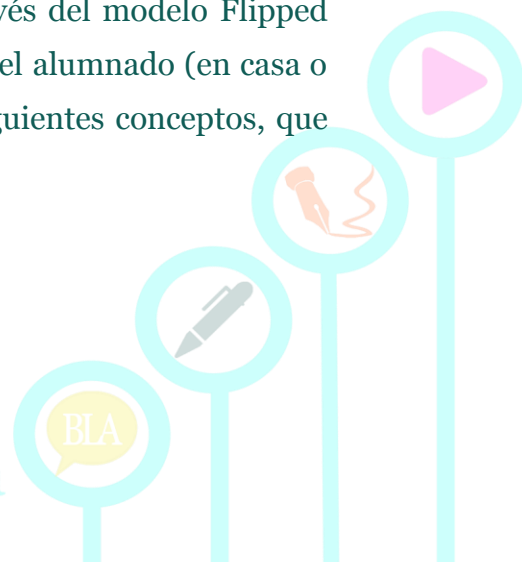 vés del modelo Flipped
el alumnado (en casa o
guientes conceptos, que
BLA